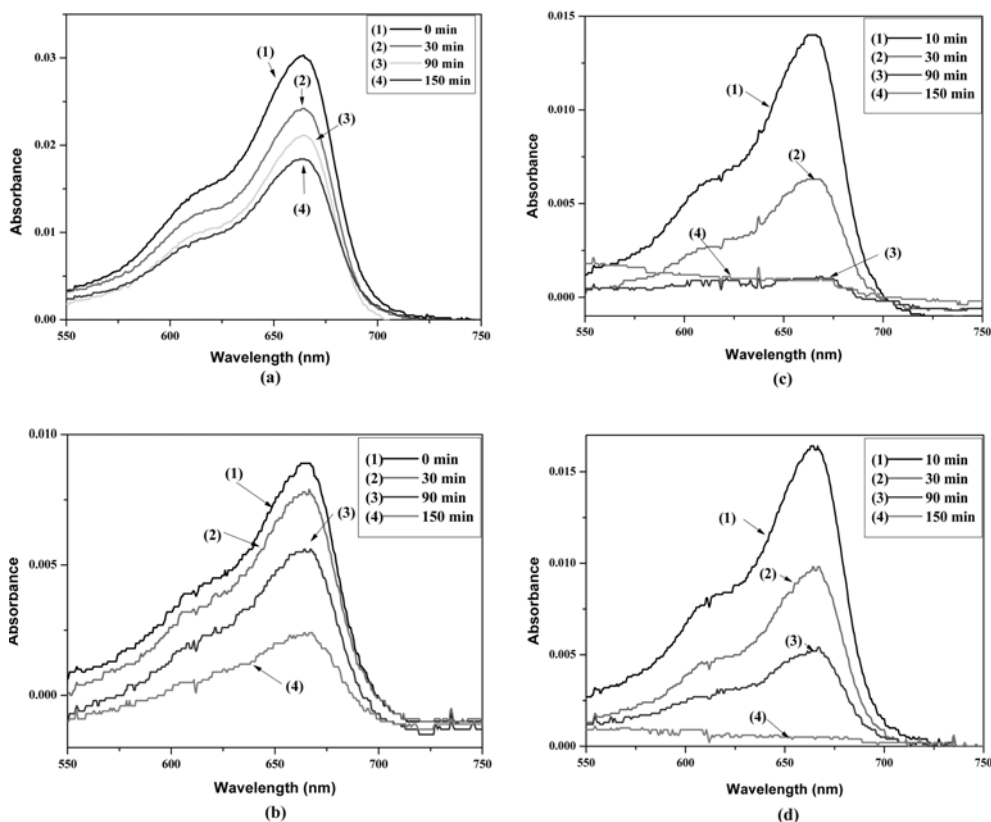 (1) 0 min
(2) 30 min
(3) 90 min
(4) 150 min
(1)
(2)
(3)
(4)
0.03
0.02
0.01
0.00
Absorbance
550 600 650 700 750
Wavelength (nm)
(a)
(1) 10 min
(2) 30 min
(3) 90 min
(4) 150 min
(1)
(2)
(4)
(3)
0.015
0.010
0.005
0.000
Absorbance
550 600 650 700 750
Wavelength (nm)
(c)
(1) 0 min
(2) 30 min
(3) 90 min
(4) 150 min
(1)
(2)
(3)
(4)
0.010
0.005
0.000
Absorbance
550 600 650 700 750
Wavelength (nm)
(b)
(1) 10 min
(2) 30 min
(3) 90 min
(4) 150 min
(1)
(2)
(3)
(4)
0.015
0.010
0.005
0.000
Absorbance
550 600 650 700 750
Wavelength (nm)
(d)